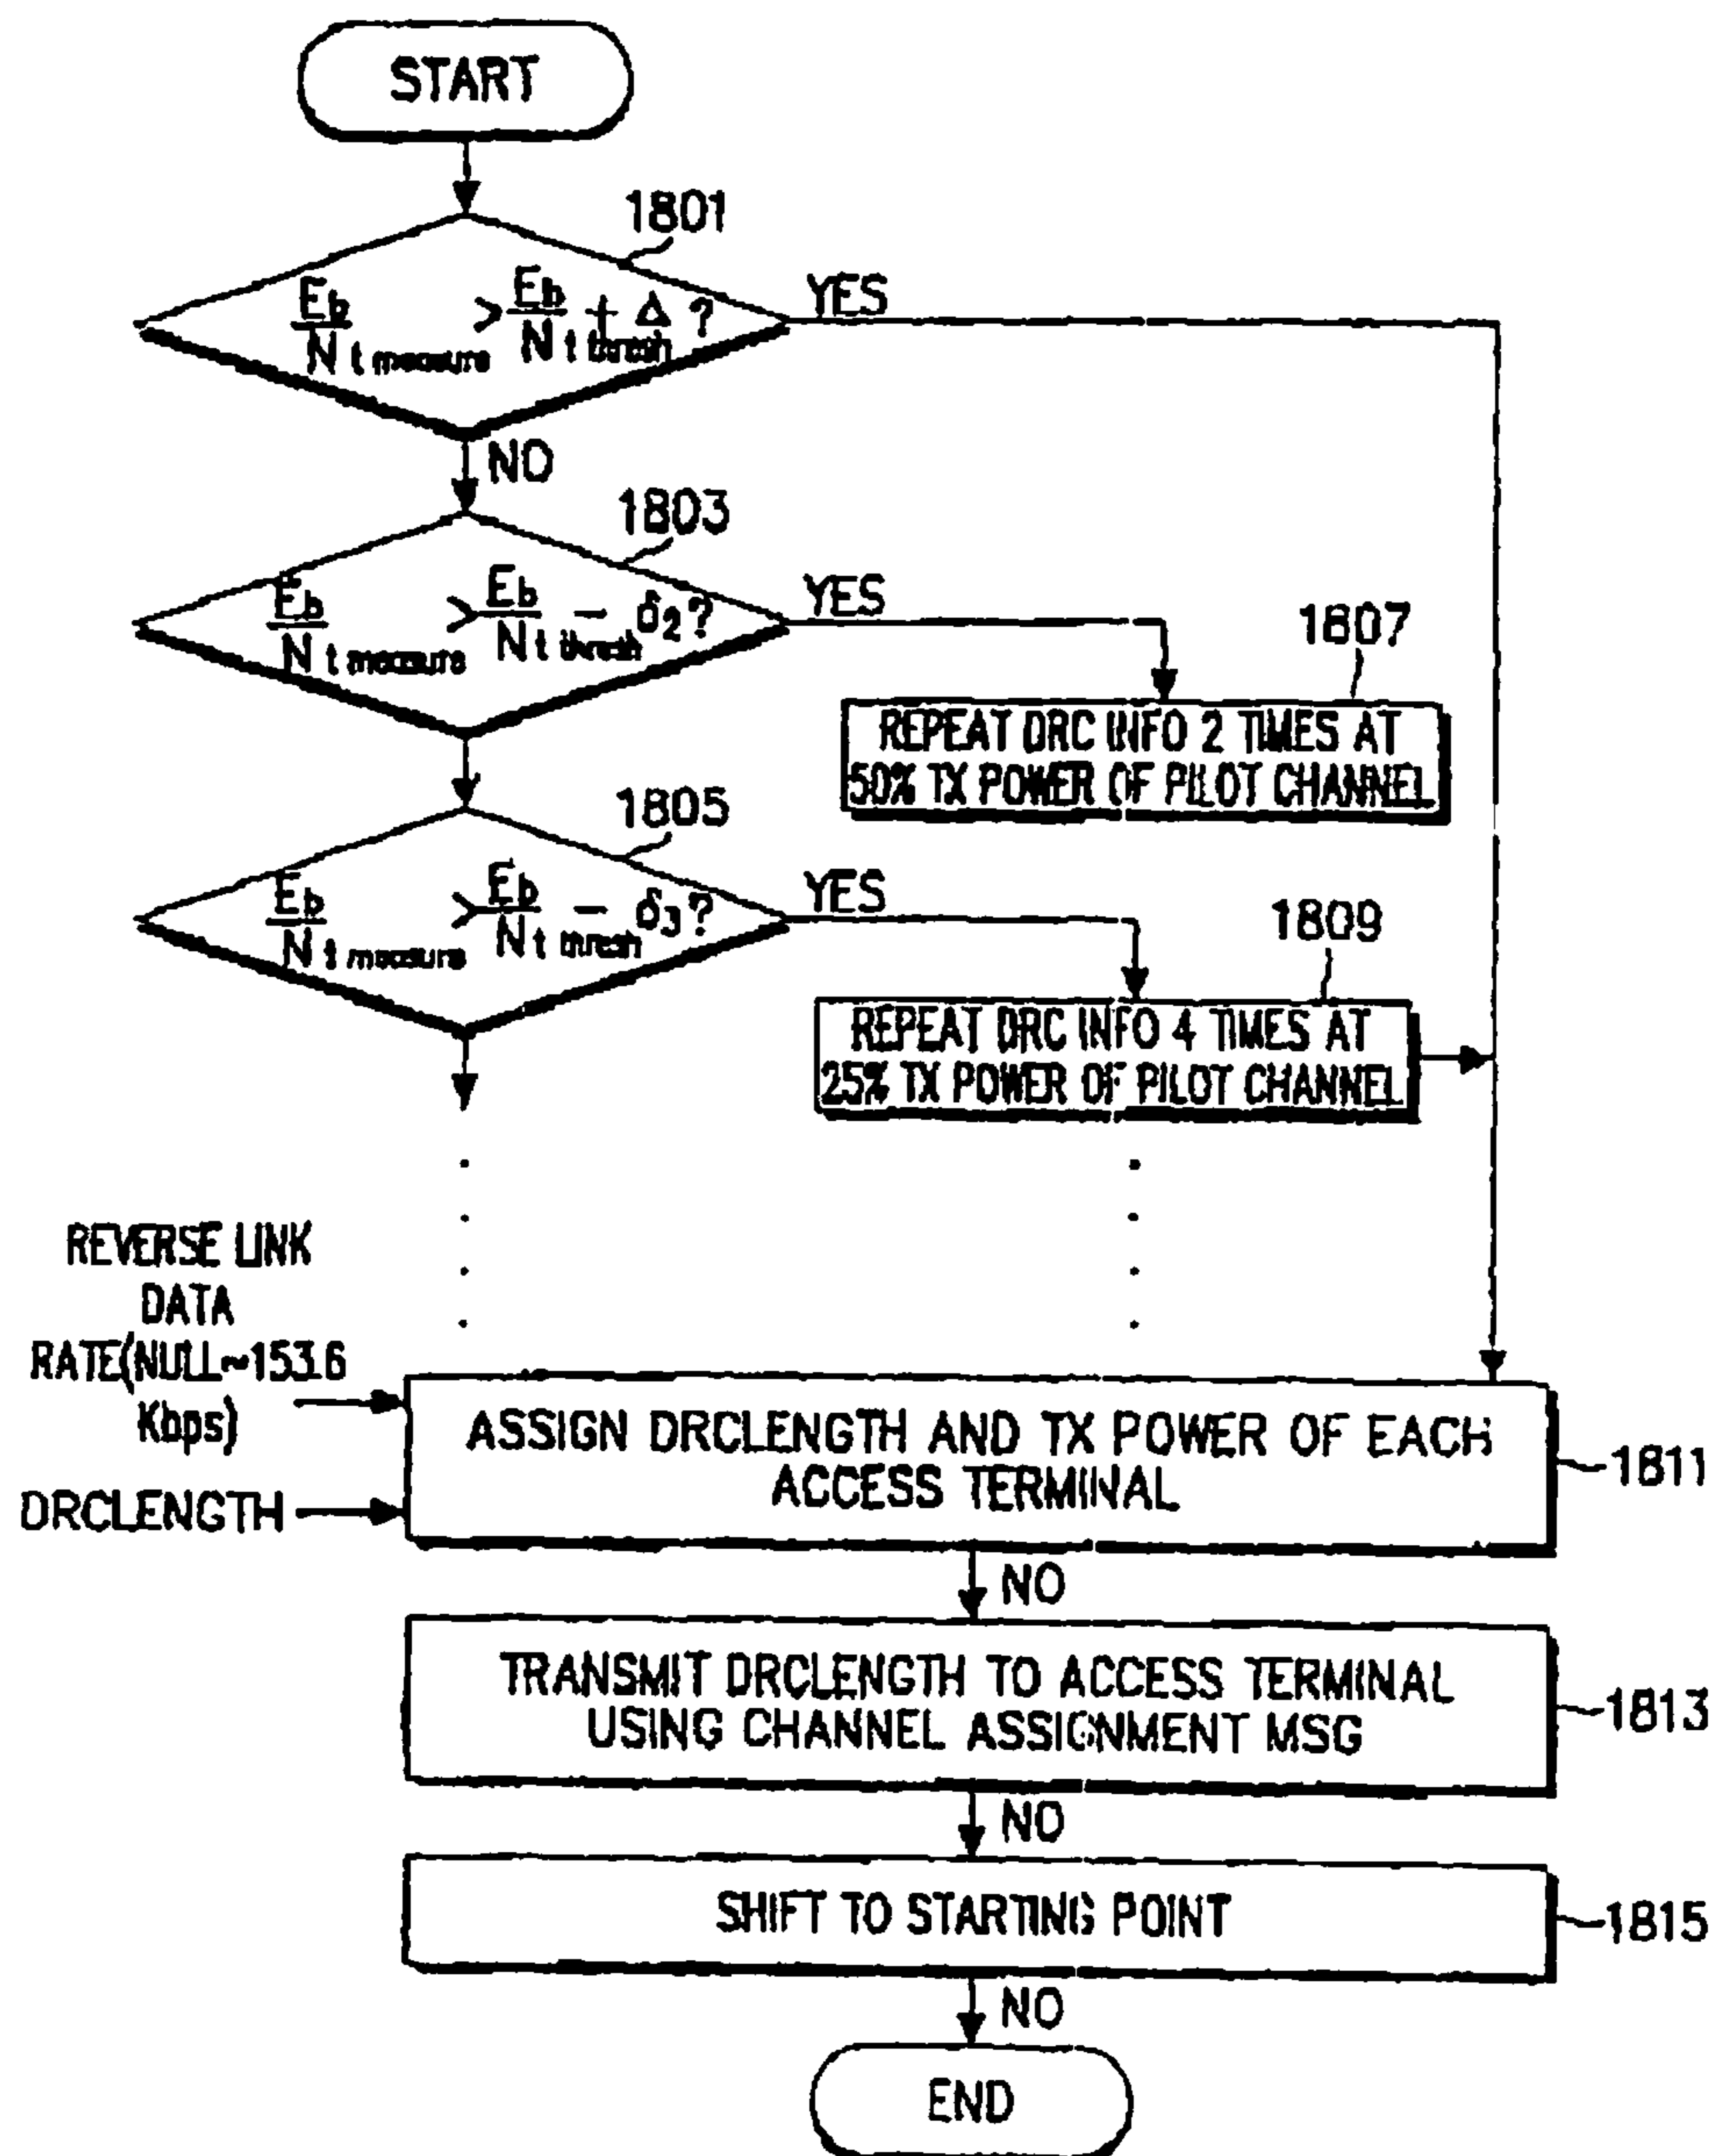 START
1801
Eb/Nt measure > Eb/Nt thresh + Δ ?
YES
NO
1803
Eb/Nt measure > Eb/Nt thresh - δ2?
YES
1807
REPEAT DRC INFO 2 TIMES AT
50% TX POWER OF PILOT CHANNEL
1805
Eb/Nt measure > Eb/Nt thresh - δ3?
YES
1809
REPEAT DRC INFO 4 TIMES AT
25% TX POWER OF PILOT CHANNEL
REVERSE LINK
DATA
RATE(NULL~153.6
Kbps)
DRCLENGTH
ASSIGN DRCLENGTH AND TX POWER OF EACH
ACCESS TERMINAL
1811
NO
TRANSMIT DRCLENGTH TO ACCESS TERMINAL
USING CHANNEL ASSIGNMENT MSG
1813
NO
SHIFT TO STARTING POINT
1815
NO
END